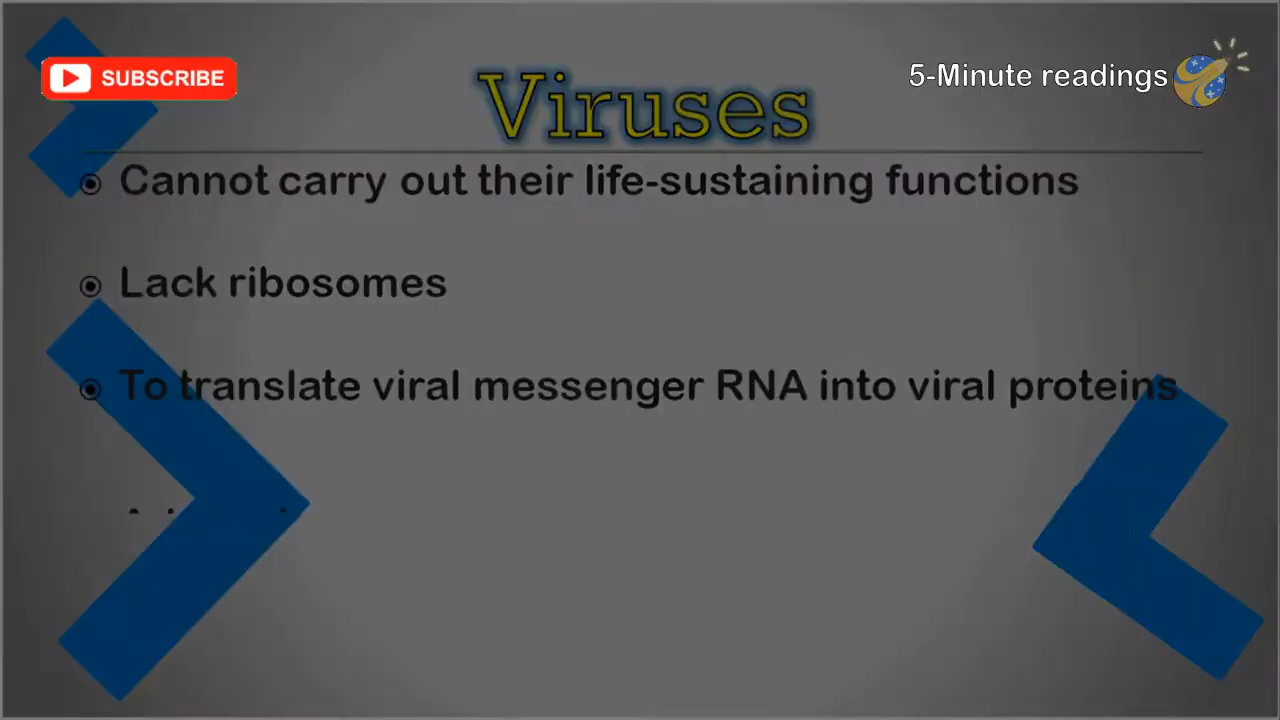 SUBSCRIBE
5-Minute readings
Viruses
Cannot carry out their life-sustaining functions
Lack ribosomes
To translate viral messenger RNA into viral proteins